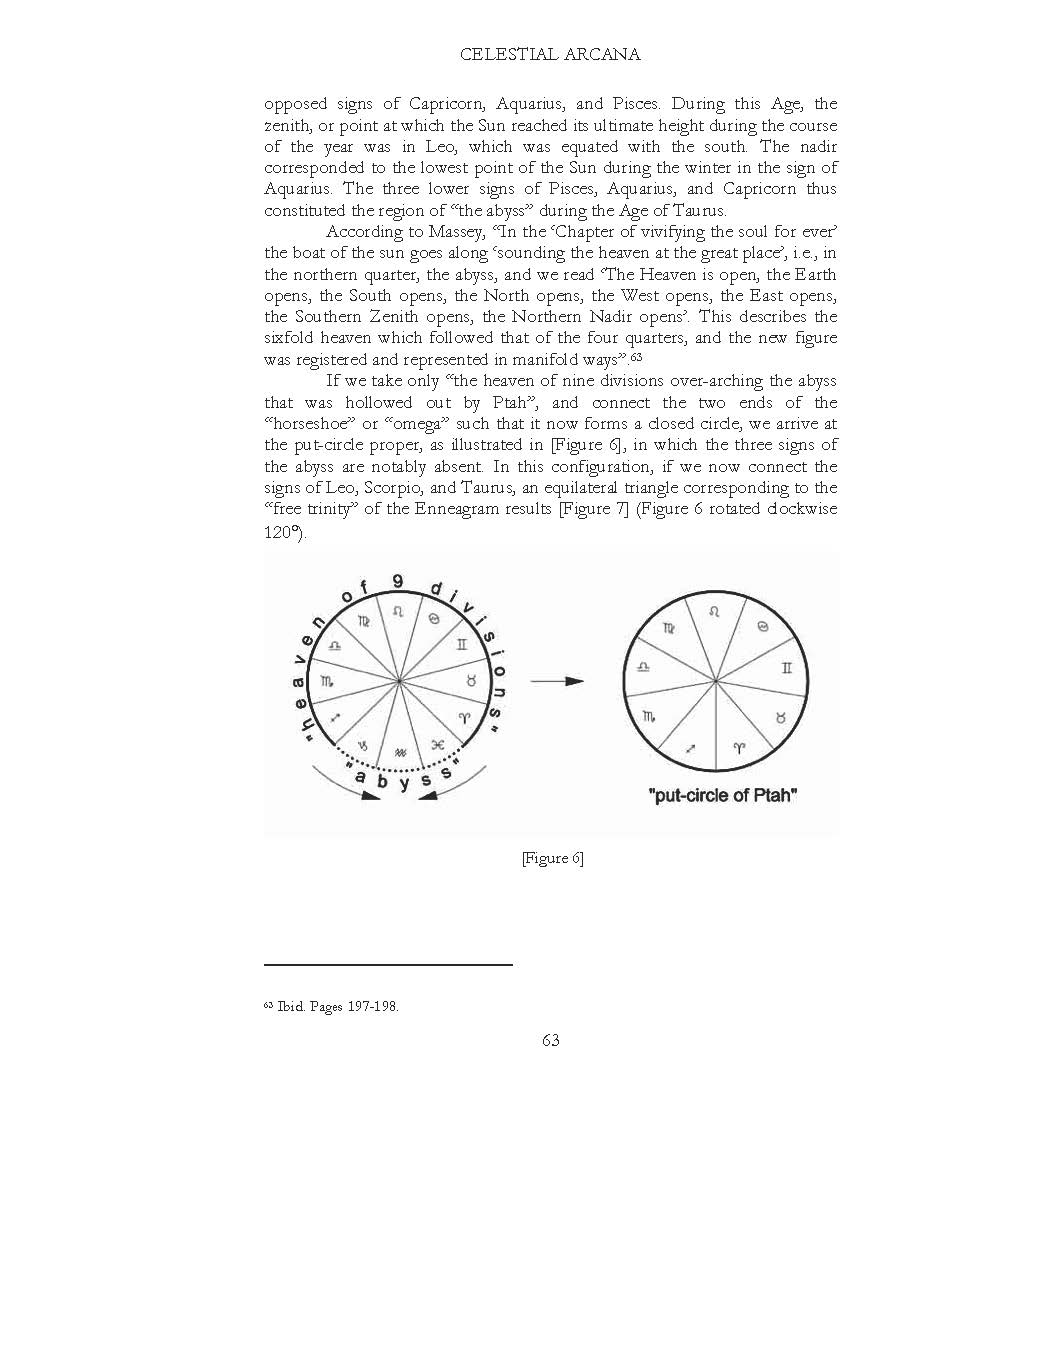 CELESTIAL ARCANA
opposed signs of Capricorn, Aquarius, and Pisces. During this Age, the
zenith, or point at which the Sun reached its ultimate height during the course
of the year was in Leo, which was equated with the south. The nadir
corresponded to the lowest point of the Sun during the winter in the sign of
Aquarius. The three lower signs of Pisces, Aquarius, and Capricorn thus
constituted the region of “the abyss” during the Age of Taurus.
According to Massey, “In the ‘Chapter of vivifying the soul for ever’
the boat of the sun goes along ‘sounding the heaven at the great place’, i.e., in
the northern quarter, the abyss, and we read ‘The Heaven is open, the Earth
opens, the South opens, the North opens, the West opens, the East opens,
the Southern Zenith opens, the Northern Nadir opens’. This describes the
sixfold heaven which followed that of the four quarters, and the new figure
was registered and represented in manifold ways”.⁶³
If we take only “the heaven of nine divisions over-arching the abyss
that was hollowed out by Ptah”, and connect the two ends of the
“horseshoe” or “omega” such that it now forms a closed circle, we arrive at
the put-circle proper, as illustrated in [Figure 6], in which the three signs of
the abyss are notably absent. In this configuration, if we now connect the
signs of Leo, Scorpio, and Taurus, an equilateral triangle corresponding to the
“free trinity” of the Enneagram results [Figure 7] (Figure 6 rotated clockwise
120°).
"heaven of 9 divisions"
♌ ♍ ♎ ♏ ♐ ♑ ♒ ♓ ♈ ♉ ♊ ♋
"abyss"
♌ ♍ ♎ ♏ ♐ ♈ ♉ ♊ ♋
"put-circle of Ptah"
[Figure 6]
⁶³ Ibid. Pages 197-198.
63